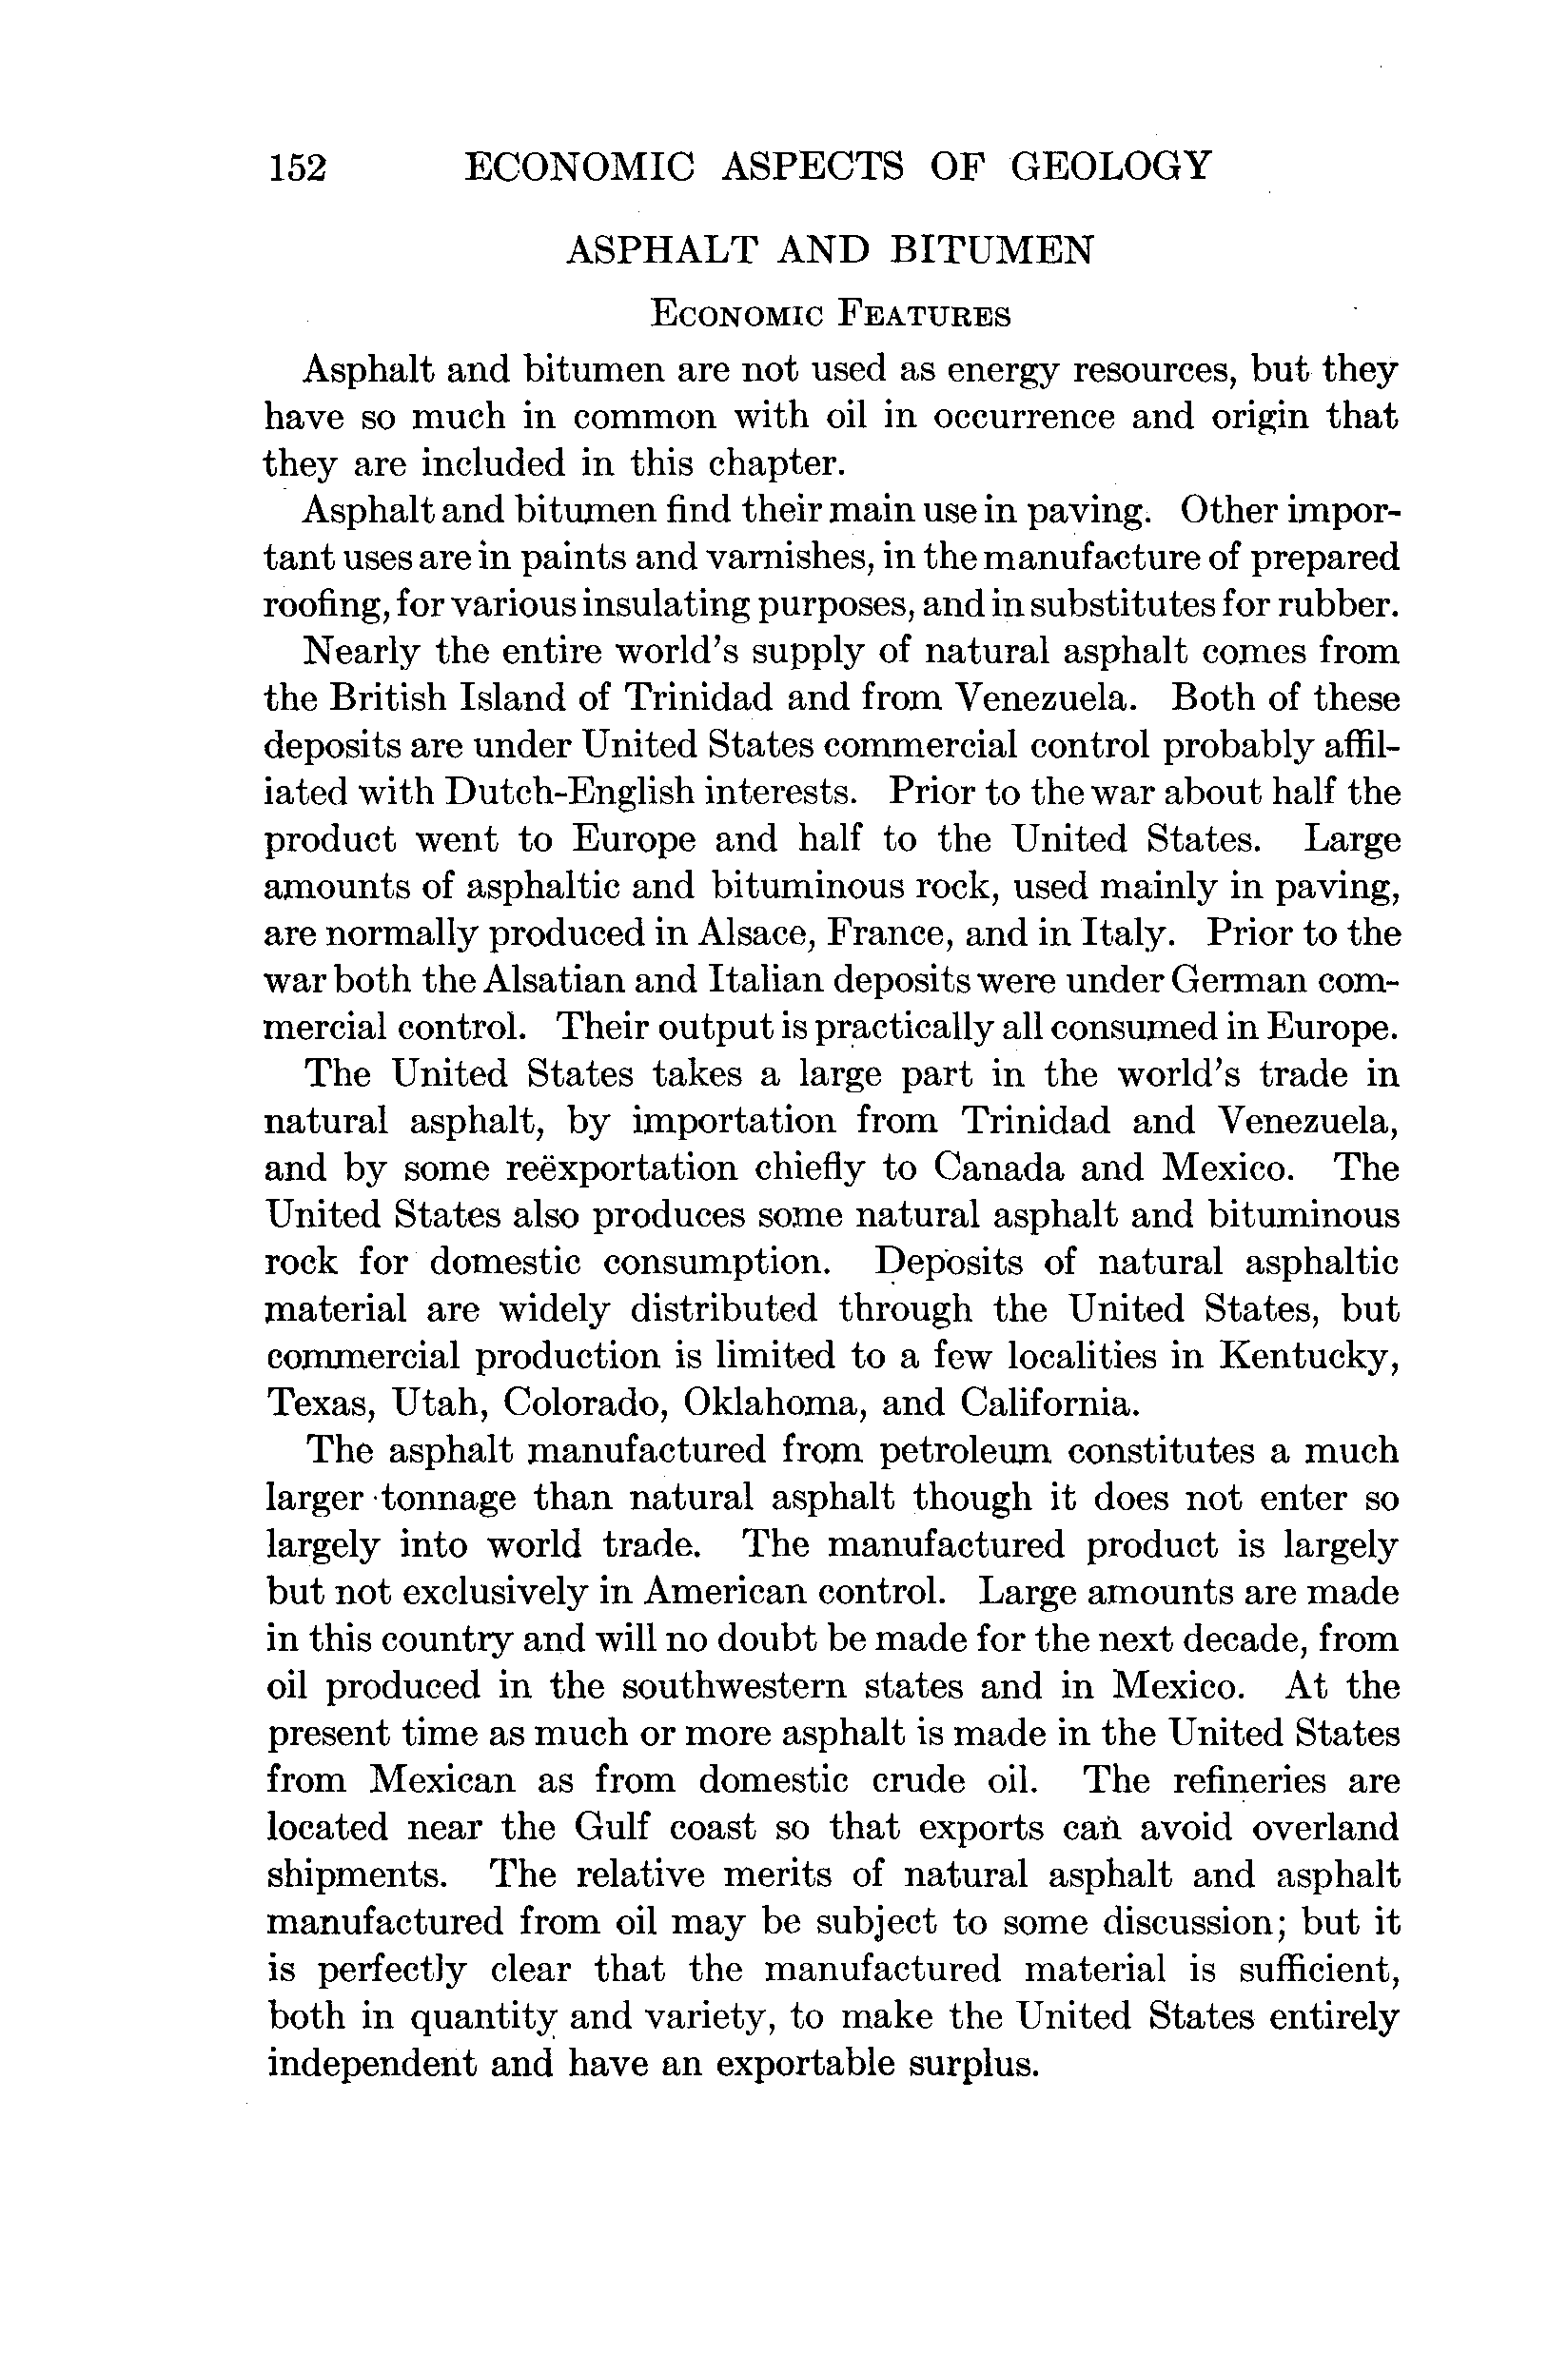 152 ECONOMIC ASPECTS OF GEOLOGY
ASPHALT AND BITUMEN
ECONOMIC FEATURES
Asphalt and bitumen are not used as energy resources, but they
have so much in common with oil in occurrence and origin that
they are included in this chapter.
Asphalt and bitumen find their main use in paving. Other impor-
tant uses are in paints and varnishes, in the manufacture of prepared
roofing, for various insulating purposes, and in substitutes for rubber.
Nearly the entire world's supply of natural asphalt comes from
the British Island of Trinidad and from Venezuela. Both of these
deposits are under United States commercial control probably affil-
iated with Dutch-English interests. Prior to the war about half the
product went to Europe and half to the United States. Large
amounts of asphaltic and bituminous rock, used mainly in paving,
are normally produced in Alsace, France, and in Italy. Prior to the
war both the Alsatian and Italian deposits were under German com-
mercial control. Their output is practically all consumed in Europe.
The United States takes a large part in the world's trade in
natural asphalt, by importation from Trinidad and Venezuela,
and by some reëxportation chiefly to Canada and Mexico. The
United States also produces some natural asphalt and bituminous
rock for domestic consumption. Deposits of natural asphaltic
material are widely distributed through the United States, but
commercial production is limited to a few localities in Kentucky,
Texas, Utah, Colorado, Oklahoma, and California.
The asphalt manufactured from petroleum constitutes a much
larger tonnage than natural asphalt though it does not enter so
largely into world trade. The manufactured product is largely
but not exclusively in American control. Large amounts are made
in this country and will no doubt be made for the next decade, from
oil produced in the southwestern states and in Mexico. At the
present time as much or more asphalt is made in the United States
from Mexican as from domestic crude oil. The refineries are
located near the Gulf coast so that exports can avoid overland
shipments. The relative merits of natural asphalt and asphalt
manufactured from oil may be subject to some discussion; but it
is perfectly clear that the manufactured material is sufficient,
both in quantity and variety, to make the United States entirely
independent and have an exportable surplus.